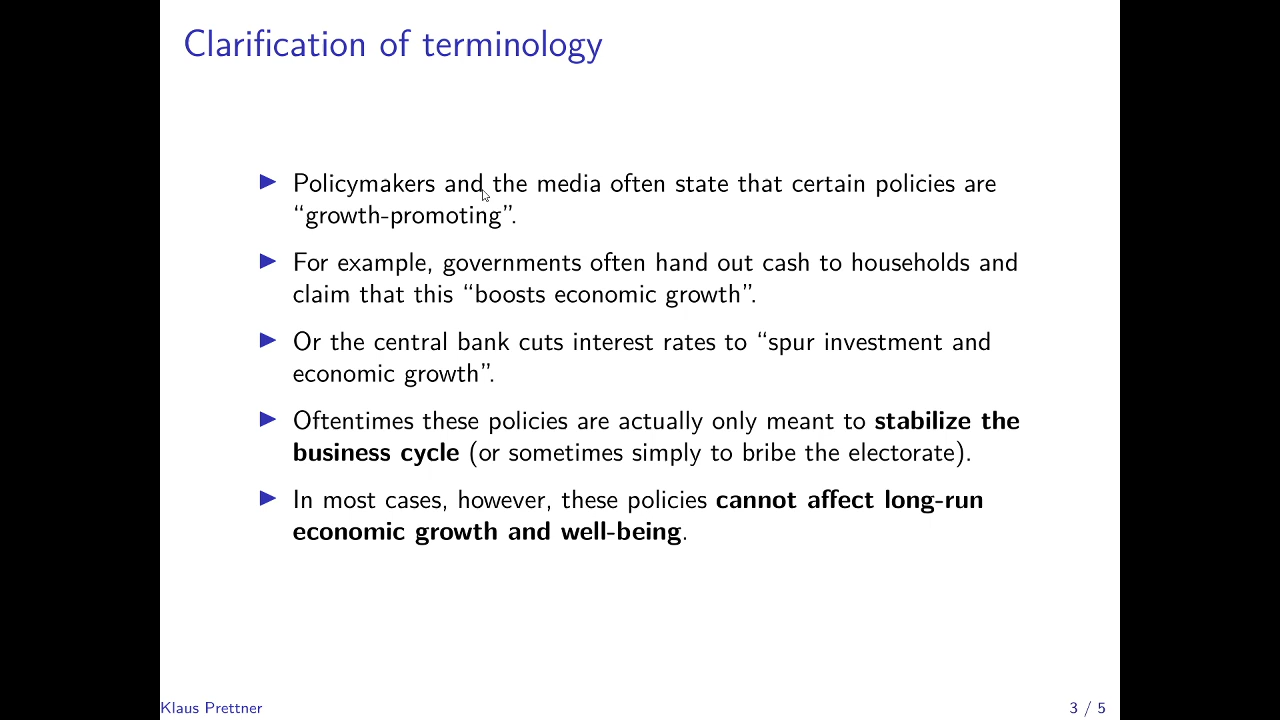 Clarification of terminology
▶ Policymakers and the media often state that certain policies are
“growth-promoting”.
▶ For example, governments often hand out cash to households and
claim that this “boosts economic growth”.
▶ Or the central bank cuts interest rates to “spur investment and
economic growth”.
▶ Oftentimes these policies are actually only meant to stabilize the
business cycle (or sometimes simply to bribe the electorate).
▶ In most cases, however, these policies cannot affect long-run
economic growth and well-being.
Klaus Prettner
3 / 5